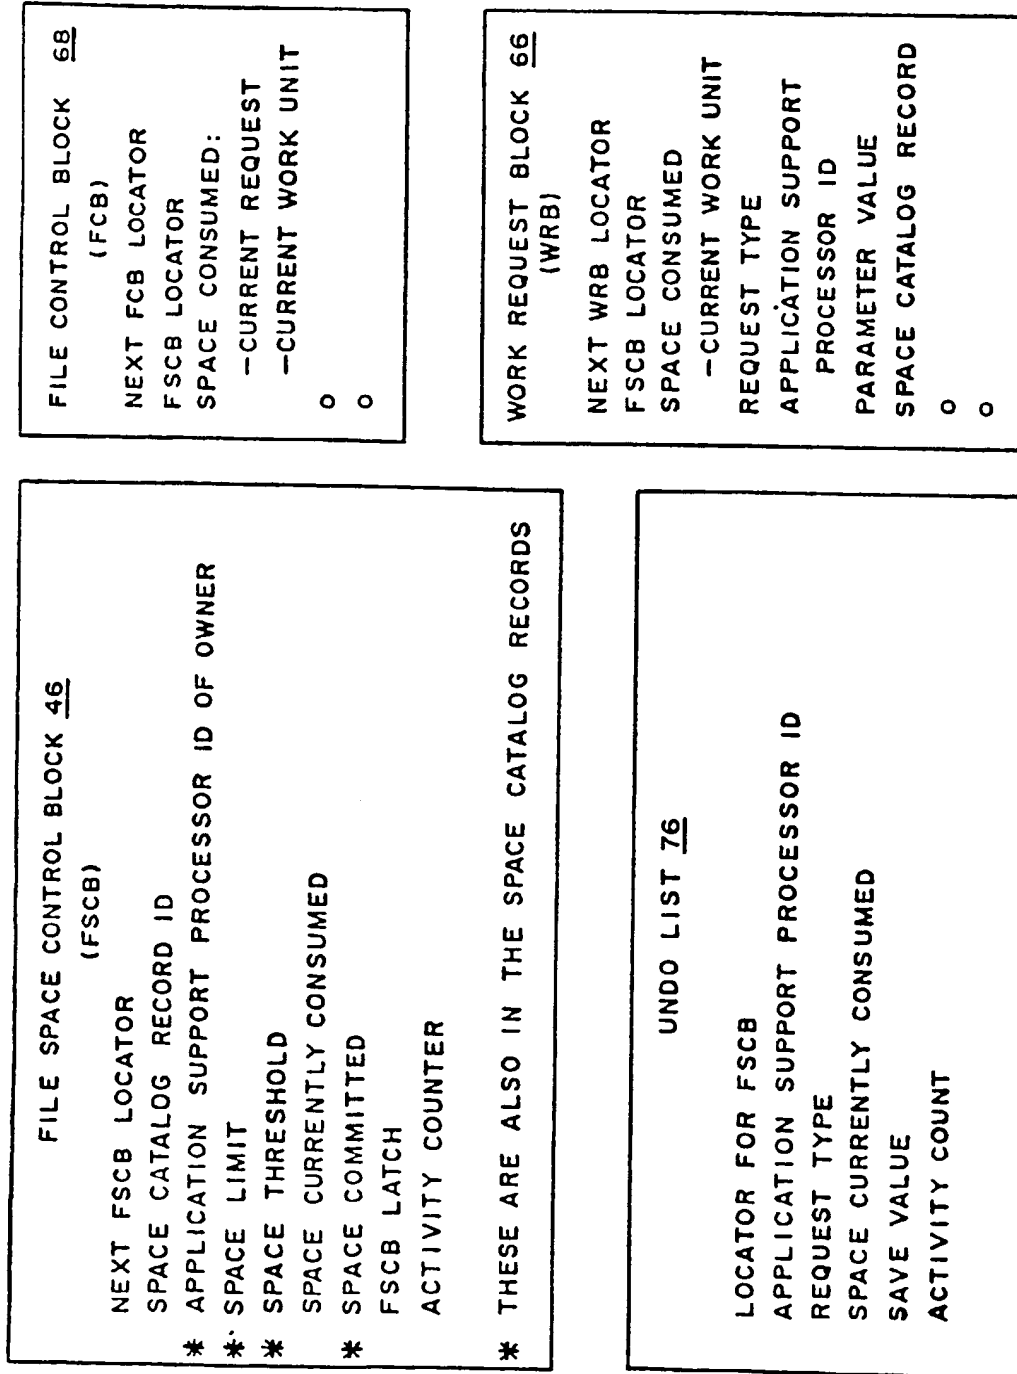 FILE SPACE CONTROL BLOCK 46
(FSCB)
NEXT FSCB LOCATOR
SPACE CATALOG RECORD ID
* APPLICATION SUPPORT PROCESSOR ID OF OWNER
* SPACE LIMIT
* SPACE THRESHOLD
SPACE CURRENTLY CONSUMED
* SPACE COMMITTED
FSCB LATCH
ACTIVITY COUNTER
* THESE ARE ALSO IN THE SPACE CATALOG RECORDS
FILE CONTROL BLOCK 68
(FCB)
NEXT FCB LOCATOR
FSCB LOCATOR
SPACE CONSUMED:
—CURRENT REQUEST
—CURRENT WORK UNIT
o
o
UNDO LIST 76
LOCATOR FOR FSCB
APPLICATION SUPPORT PROCESSOR ID
REQUEST TYPE
SPACE CURRENTLY CONSUMED
SAVE VALUE
ACTIVITY COUNT
WORK REQUEST BLOCK 66
(WRB)
NEXT WRB LOCATOR
FSCB LOCATOR
SPACE CONSUMED
—CURRENT WORK UNIT
REQUEST TYPE
APPLICATION SUPPORT
PROCESSOR ID
PARAMETER VALUE
SPACE CATALOG RECORD
o
o